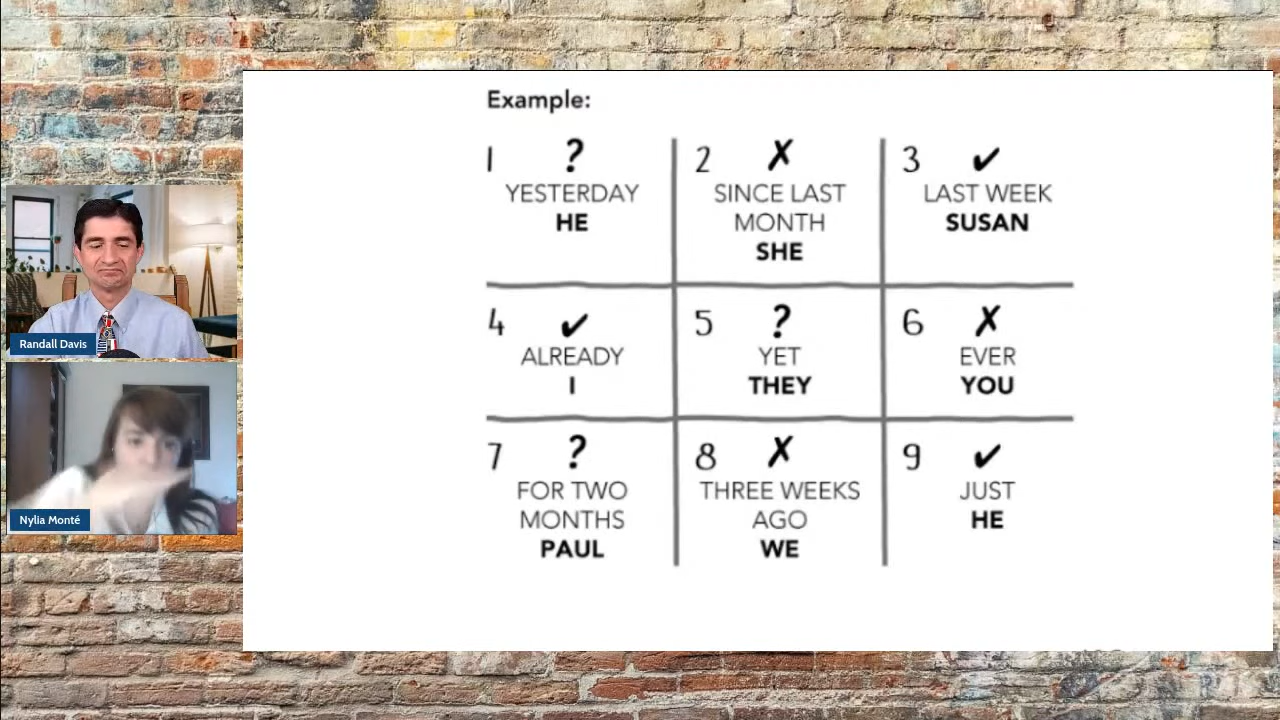 Example:
1 ? 
YESTERDAY
HE
2 ✗
SINCE LAST
MONTH
SHE
3 ✔
LAST WEEK
SUSAN
4 ✔
ALREADY
I
5 ?
YET
THEY
6 ✗
EVER
YOU
7 ?
FOR TWO
MONTHS
PAUL
8 ✗
THREE WEEKS
AGO
WE
9 ✔
JUST
HE
Randall Davis
Nylia Monté